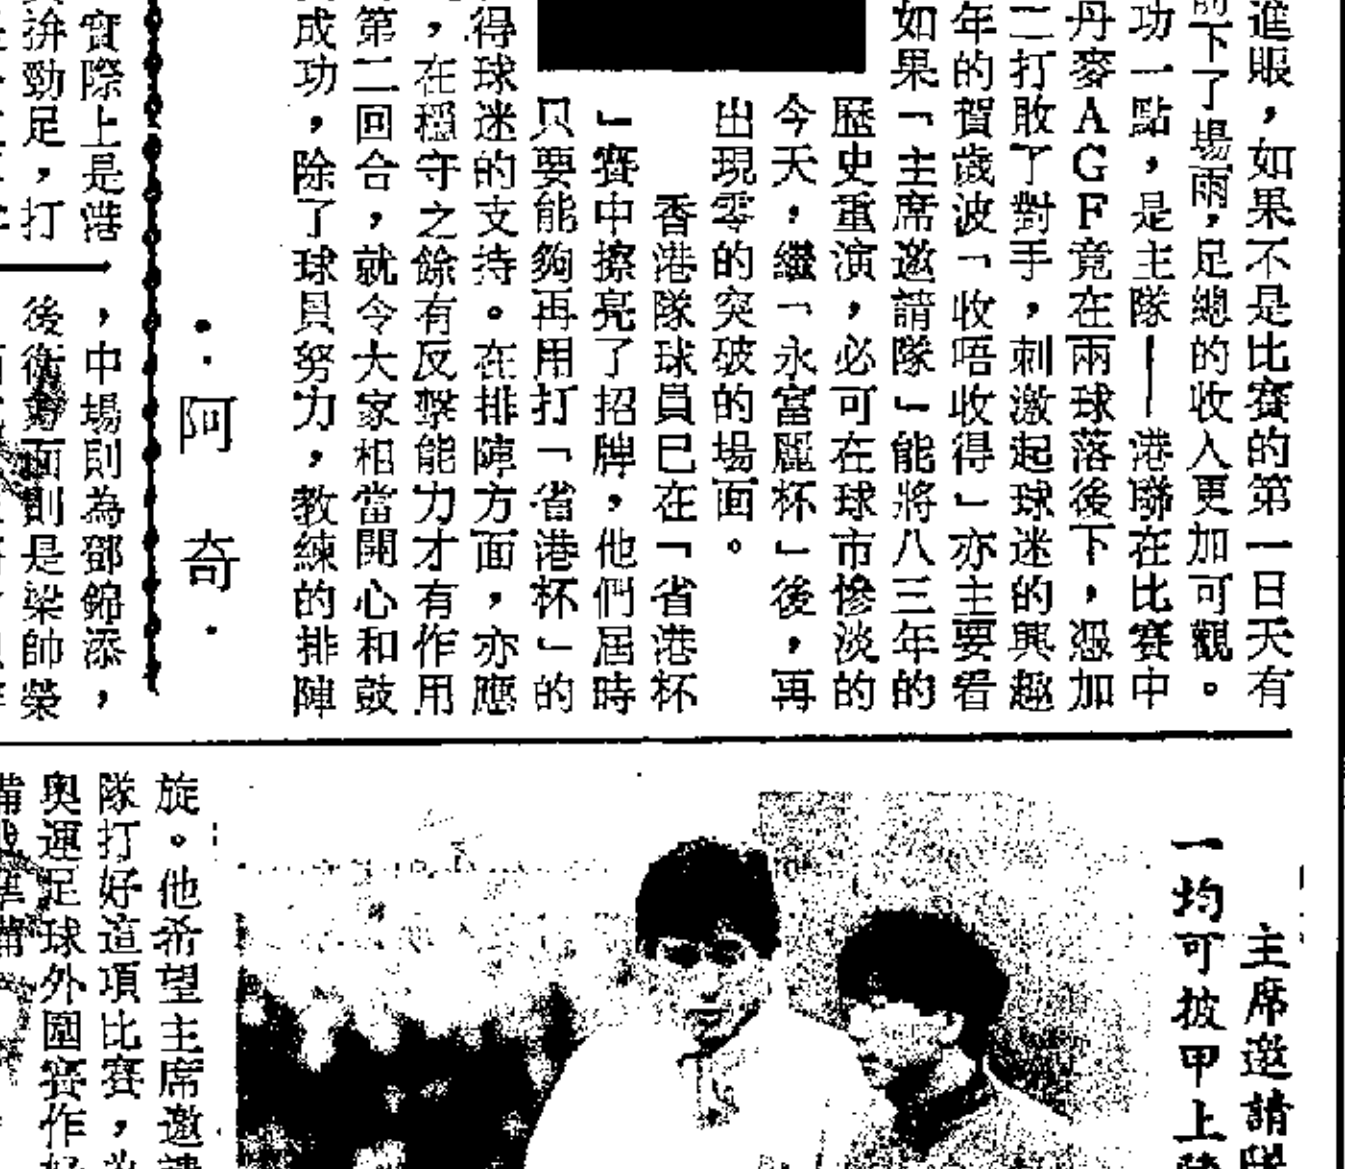 進賬，如果不是比賽的第一日天有
前下了場雨，足總的收入更加可觀。
功一點，是主隊——港聯在比賽中
丹麥AGF竟在兩球落後下，憑加
二打敗了對手，刺激起球迷的興趣
年的賀歲波「收唔收得」亦主要看
如果「主席邀請隊」能將八三年的
歷史重演，必可在球市慘淡的
今天，繼「永富麗杯」後，再
出現零的突破的場面。
香港隊球員已在「省港杯
」賽中擦亮了招牌，他們屆時
只要能夠再用打「省港杯」的
得球迷的支持。在排陣方面，亦應
，在穩守之餘有反擊能力才有作用
第二回合，就令大家相當開心和鼓
成功，除了球員努力，教練的排陣
·阿奇·
實際上是港
拚勁足，打
，中場則為鄧錦添，
後衛方面則是梁帥榮
主席邀請
一均可披甲上
旋。他希望主席邀
隊打好這項比賽，
奧運足球外圍賽作好